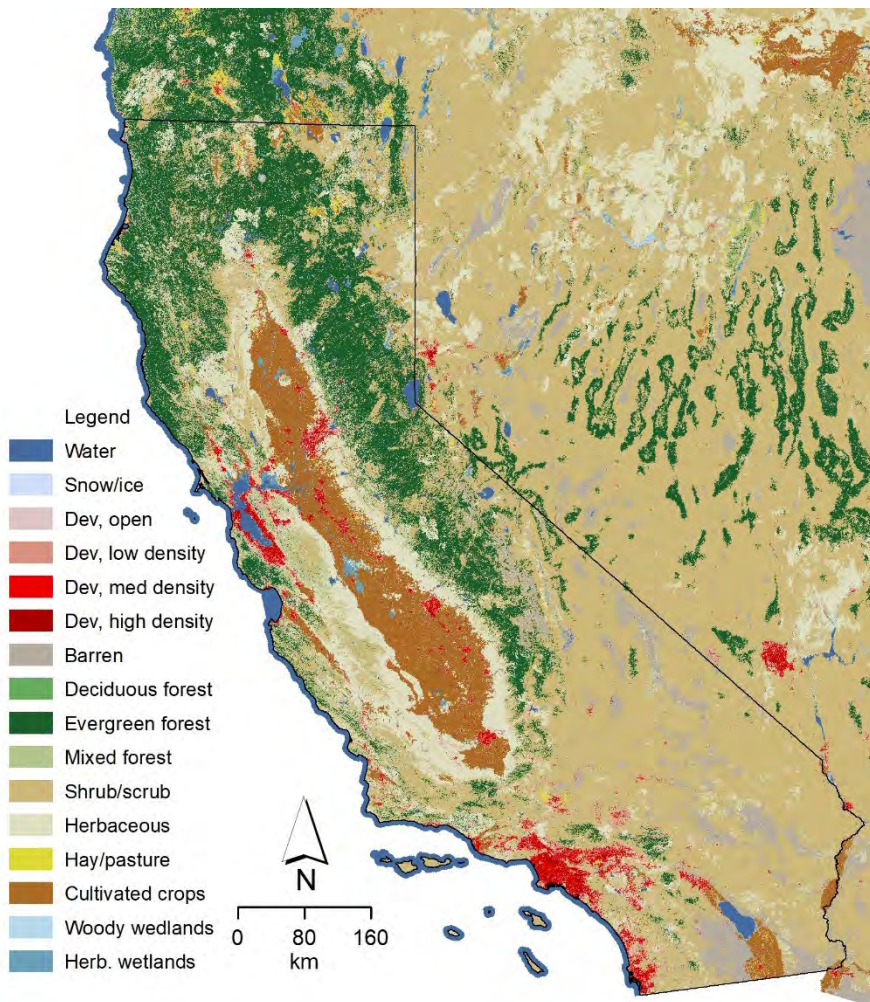 Legend
Water
Snow/ice
Dev, open
Dev, low density
Dev, med density
Dev, high density
Barren
Deciduous forest
Evergreen forest
Mixed forest
Shrub/scrub
Herbaceous
Hay/pasture
Cultivated crops
Woody wedlands
Herb. wetlands
N
0 80 160
km